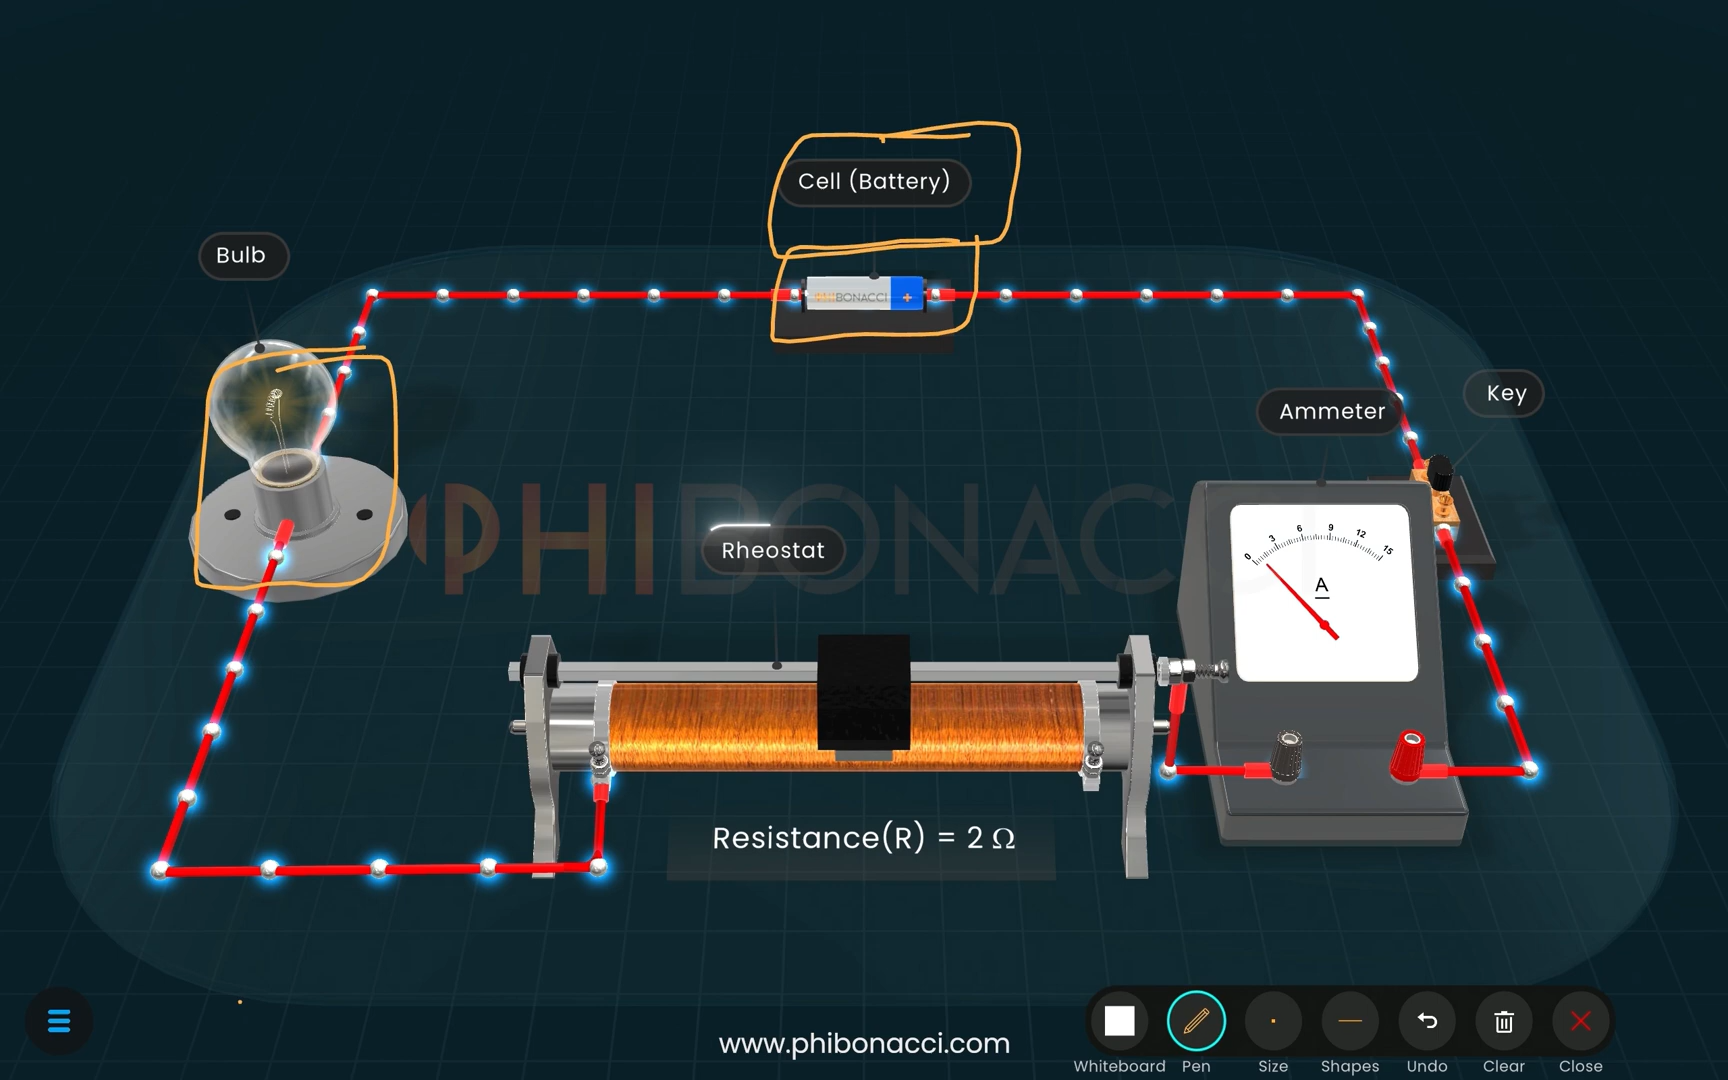 Cell (Battery)
Bulb
PHIBONACCI
+
Key
Ammeter
PHIBONACCI
Rheostat
0 3 6 9 12 15
A
Resistance(R) = 2 Ω
www.phibonacci.com
Whiteboard Pen Size Shapes Undo Clear Close